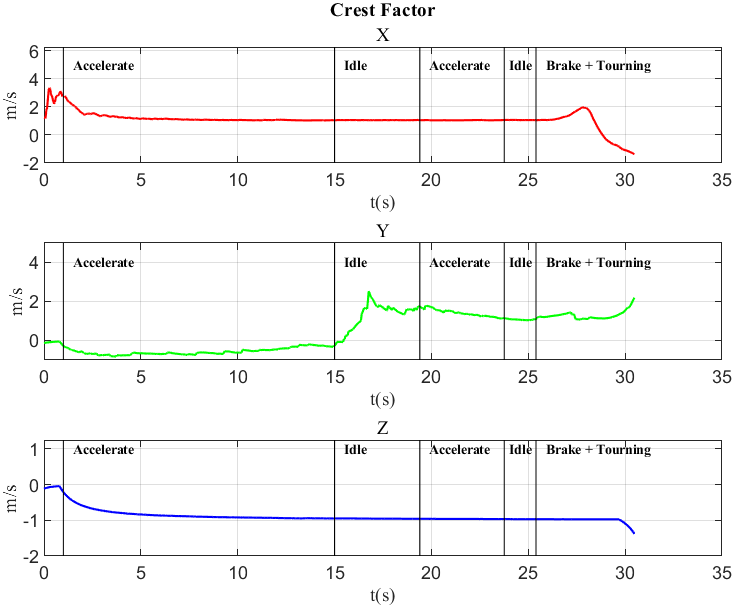 Crest Factor
X
6
4
2
0
-2
m/s
Accelerate Idle Accelerate Idle Brake + Tourning
0 5 10 15 20 25 30 35
t(s)
Y
4
2
0
m/s
Accelerate Idle Accelerate Idle Brake + Tourning
0 5 10 15 20 25 30 35
t(s)
Z
1
0
-1
-2
m/s
Accelerate Idle Accelerate Idle Brake + Tourning
0 5 10 15 20 25 30 35
t(s)